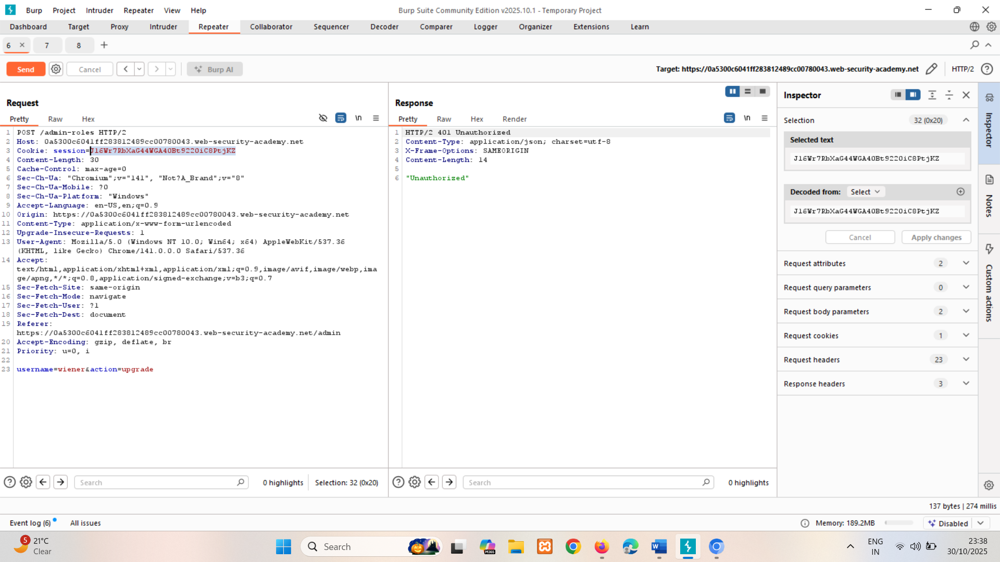 Burp Project Intruder Repeater View Help
Burp Suite Community Edition v2025.10.1 - Temporary Project
Dashboard Target Proxy Intruder Repeater Collaborator Sequencer Decoder Comparer Logger Organizer Extensions Learn
6 7 8
Send Cancel Burp AI
Target: https://0a5300c6041ff283812489cc00780043.web-security-academy.net HTTP/2
Request
Pretty Raw Hex
\n
1 POST /admin-roles HTTP/2
2 Host: 0a5300c6041ff283812489cc00780043.web-security-academy.net
3 Cookie: session=Jl6Wr7RbXaG44WGA40Bt9220iC8PtjKZ
4 Content-Length: 30
5 Cache-Control: max-age=0
6 Sec-Ch-Ua: "Chromium";v="141", "Not?A_Brand";v="8"
7 Sec-Ch-Ua-Mobile: ?0
8 Sec-Ch-Ua-Platform: "Windows"
9 Accept-Language: en-US,en;q=0.9
10 Origin: https://0a5300c6041ff283812489cc00780043.web-security-academy.net
11 Content-Type: application/x-www-form-urlencoded
12 Upgrade-Insecure-Requests: 1
13 User-Agent: Mozilla/5.0 (Windows NT 10.0; Win64; x64) AppleWebKit/537.36
(KHTML, like Gecko) Chrome/141.0.0.0 Safari/537.36
14 Accept:
text/html,application/xhtml+xml,application/xml;q=0.9,image/avif,image/webp,ima
ge/apng,*/*;q=0.8,application/signed-exchange;v=b3;q=0.7
15 Sec-Fetch-Site: same-origin
16 Sec-Fetch-Mode: navigate
17 Sec-Fetch-User: ?1
18 Sec-Fetch-Dest: document
19 Referer:
https://0a5300c6041ff283812489cc00780043.web-security-academy.net/admin
20 Accept-Encoding: gzip, deflate, br
21 Priority: u=0, i
22
23 username=wiener&action=upgrade
Search
0 highlights
Selection: 32 (0x20)
Response
Pretty Raw Hex Render
\n
1 HTTP/2 401 Unauthorized
2 Content-Type: application/json; charset=utf-8
3 X-Frame-Options: SAMEORIGIN
4 Content-Length: 14
5
6 "Unauthorized"
Search
0 highlights
Inspector
Selection 32 (0x20)
Selected text
Jl6Wr7RbXaG44WGA40Bt9220iC8PtjKZ
Decoded from: Select
Jl6Wr7RbXaG44WGA40Bt9220iC8PtjKZ
Cancel Apply changes
Request attributes 2
Request query parameters 0
Request body parameters 2
Request cookies 1
Request headers 23
Response headers 3
Inspector
Notes
Custom actions
137 bytes | 274 millis
Event log (6) All issues
Memory: 189.2MB Disabled
5
21°C
Clear
Search
M365
W
ENG
IN
23:38
30/10/2025